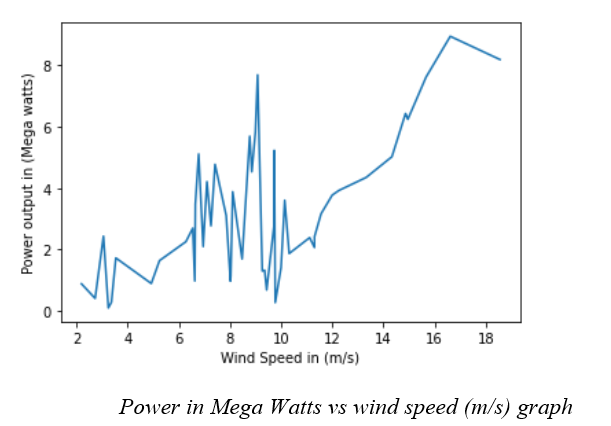 8
6
4
2
0
Power output in (Mega watts)
2 4 6 8 10 12 14 16 18
Wind Speed in (m/s)
Power in Mega Watts vs wind speed (m/s) graph